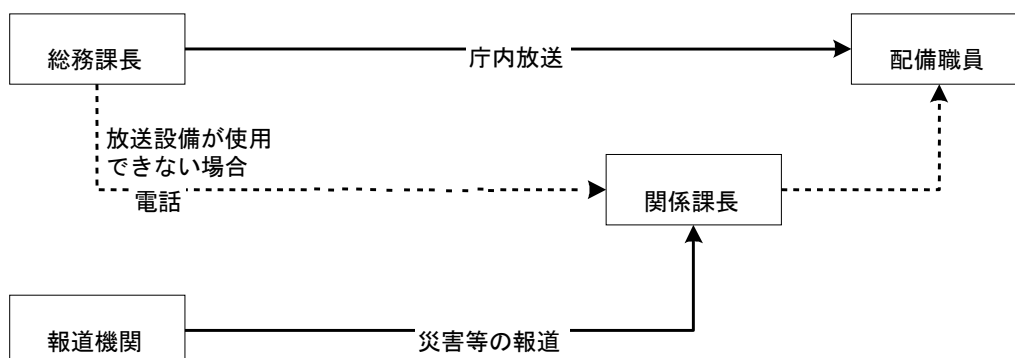 総務課長
庁内放送
配備職員
放送設備が使用
できない場合
電話
関係課長
報道機関
災害等の報道